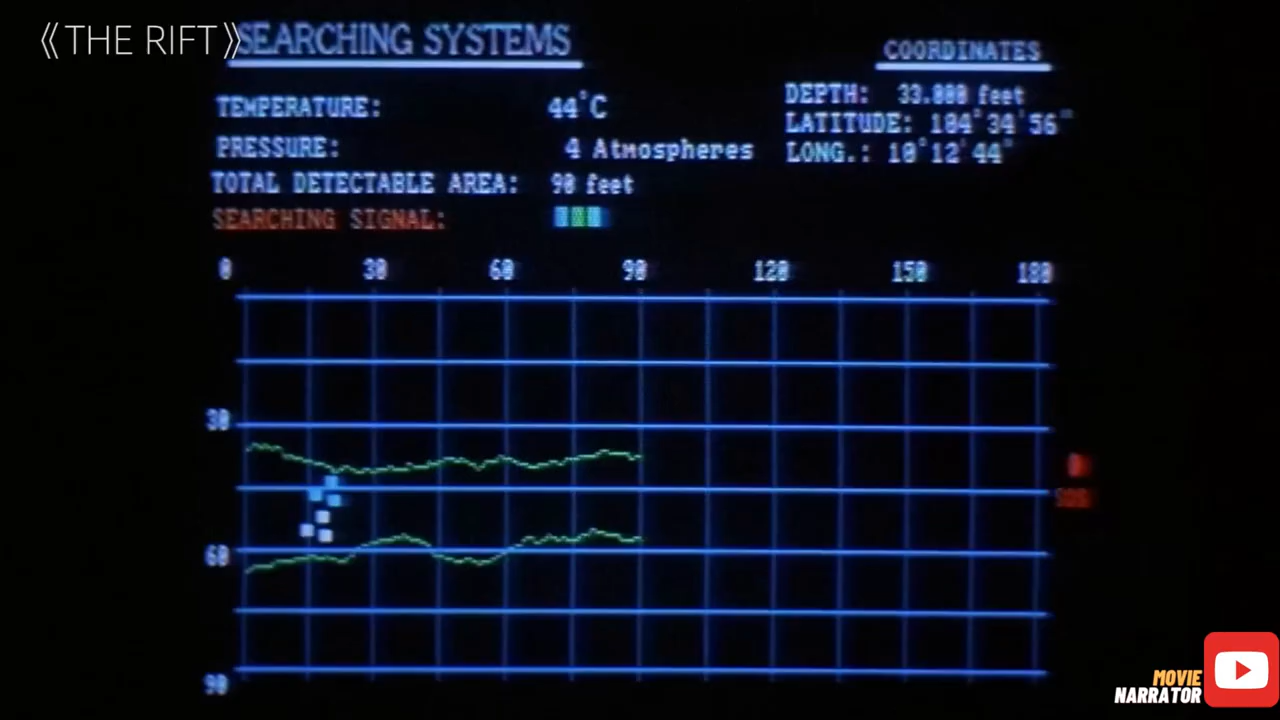 《THE RIFT》
SEARCHING SYSTEMS
COORDINATES
TEMPERATURE: 44°C
DEPTH: 33.000 feet
PRESSURE: 4 Atmospheres
LATITUDE: 104°34'56"
LONG.: 10°12'44"
TOTAL DETECTABLE AREA: 90 feet
SEARCHING SIGNAL:
0 30 60 90 120 150 180
30
SOS
60
90
MOVIE
NARRATOR